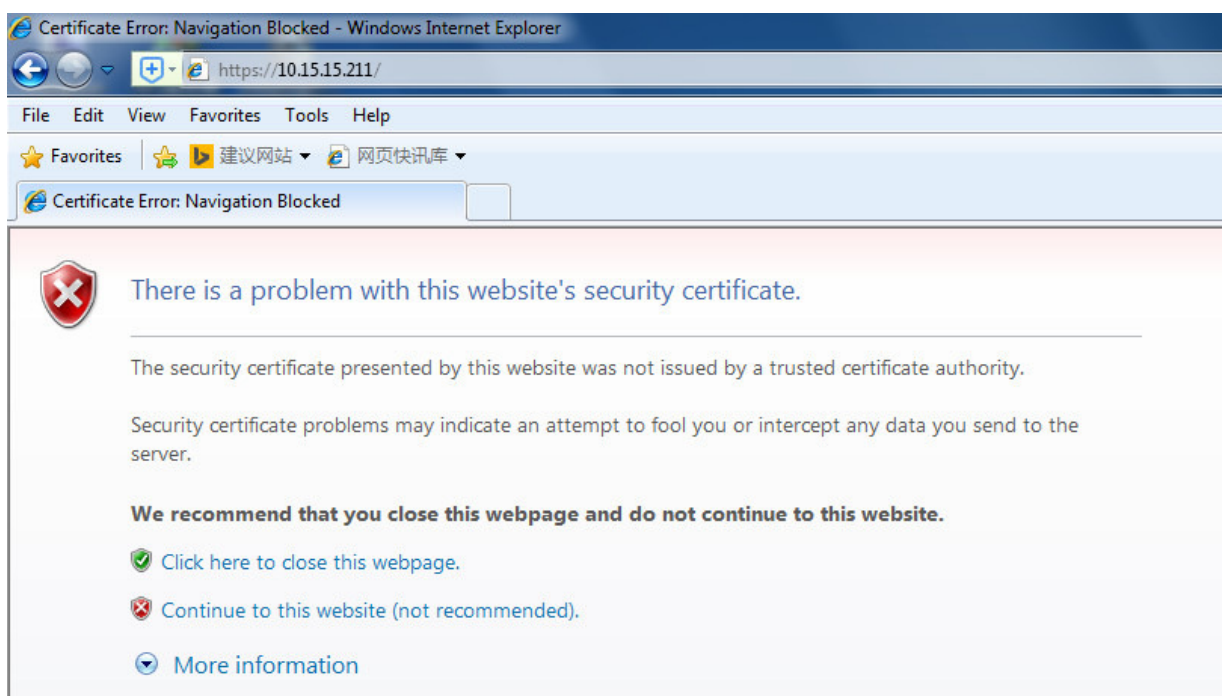 Certificate Error: Navigation Blocked - Windows Internet Explorer
https://10.15.15.211/
File Edit View Favorites Tools Help
Favorites 建议网站 网页快讯库
Certificate Error: Navigation Blocked
There is a problem with this website's security certificate.
The security certificate presented by this website was not issued by a trusted certificate authority.
Security certificate problems may indicate an attempt to fool you or intercept any data you send to the
server.
We recommend that you close this webpage and do not continue to this website.
Click here to close this webpage.
Continue to this website (not recommended).
More information